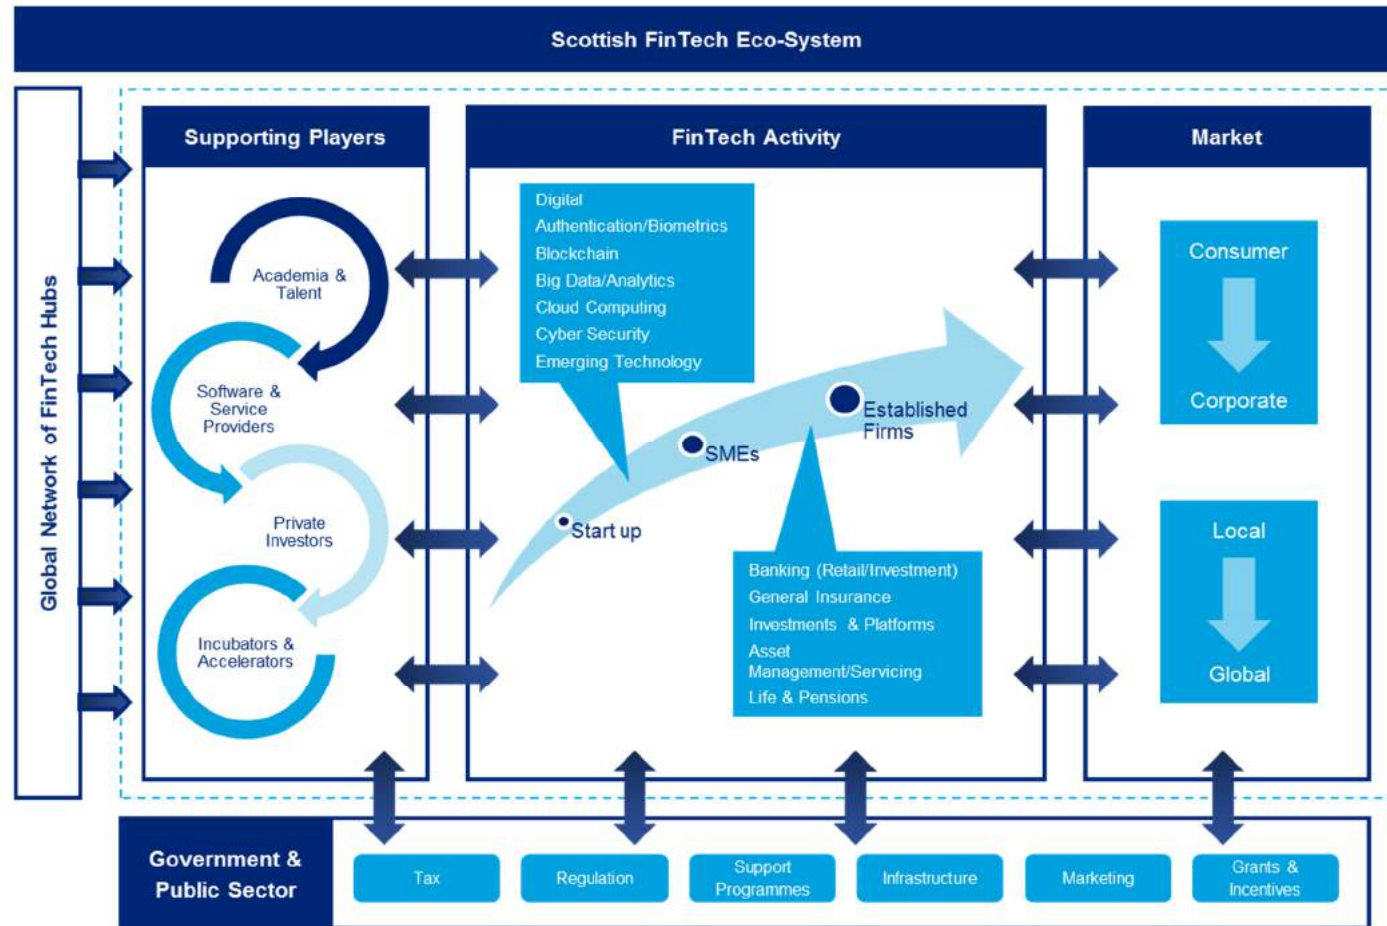 Scottish FinTech Eco-System
Global Network of FinTech Hubs
Supporting Players
Academia &
Talent
Software &
Service
Providers
Private
Investors
Incubators &
Accelerators
FinTech Activity
Digital
Authentication/Biometrics
Blockchain
Big Data/Analytics
Cloud Computing
Cyber Security
Emerging Technology
Start up
SMEs
Established
Firms
Banking (Retail/Investment)
General Insurance
Investments & Platforms
Asset
Management/Servicing
Life & Pensions
Market
Consumer
Corporate
Local
Global
Government &
Public Sector
Tax
Regulation
Support
Programmes
Infrastructure
Marketing
Grants &
Incentives